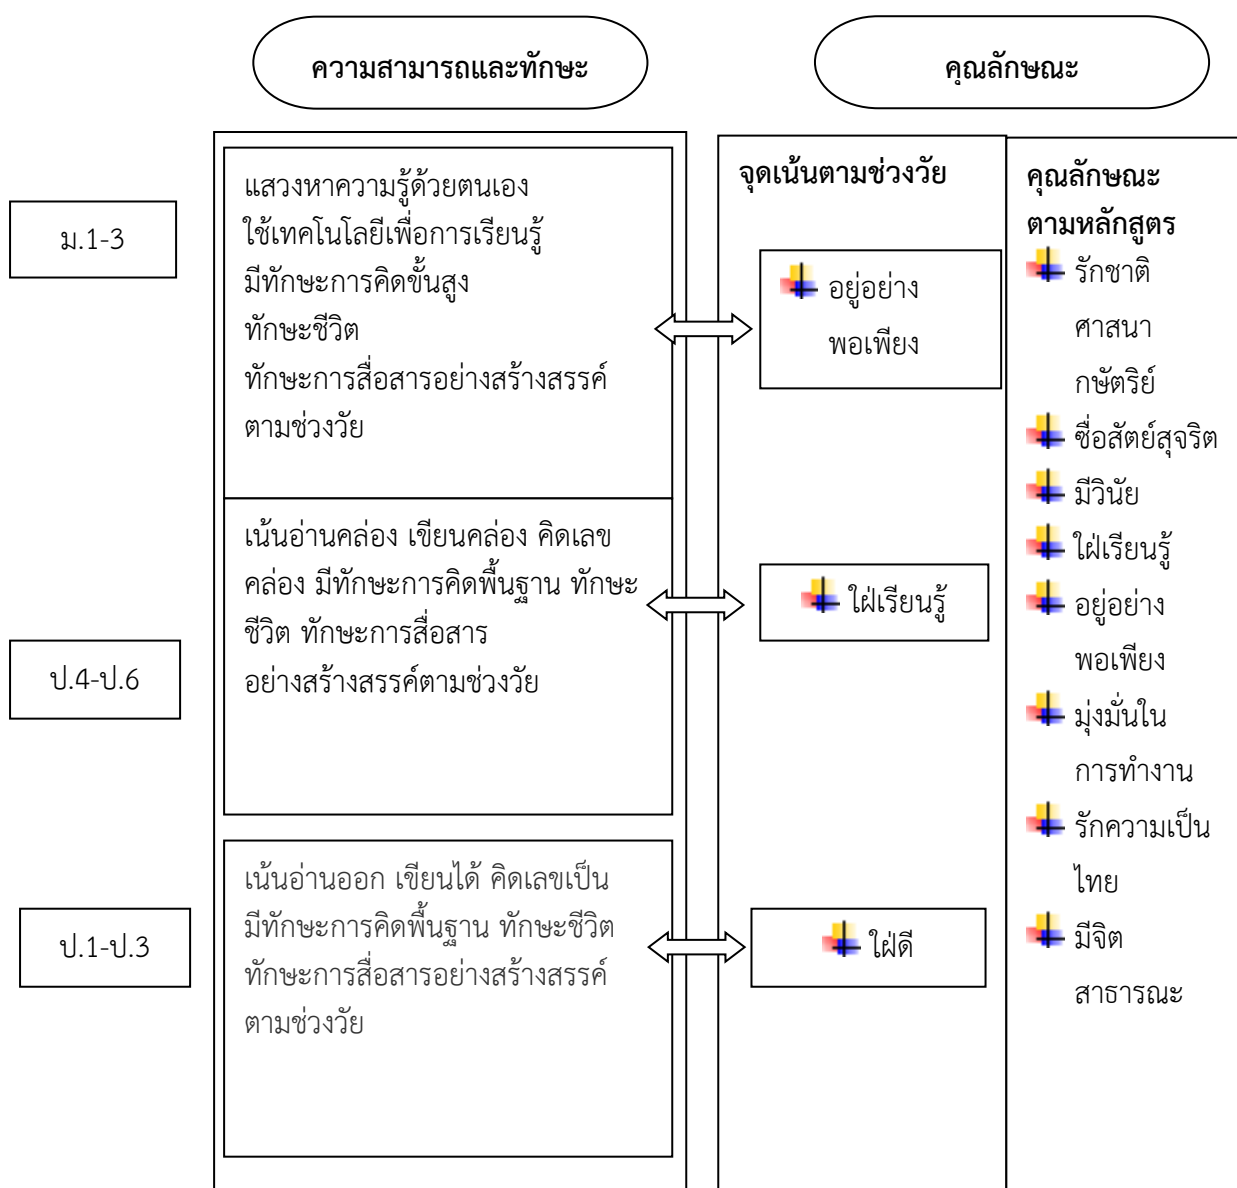 ความสามารถและทักษะ
คุณลักษณะ
ม.1-3
แสวงหาความรู้ด้วยตนเอง
ใช้เทคโนโลยีเพื่อการเรียนรู้
มีทักษะการคิดขั้นสูง
ทักษะชีวิต
ทักษะการสื่อสารอย่างสร้างสรรค์
ตามช่วงวัย
จุดเน้นตามช่วงวัย
อยู่อย่าง
พอเพียง
ป.4-ป.6
เน้นอ่านคล่อง เขียนคล่อง คิดเลข
คล่อง มีทักษะการคิดพื้นฐาน ทักษะ
ชีวิต ทักษะการสื่อสาร
อย่างสร้างสรรค์ตามช่วงวัย
ใฝ่เรียนรู้
ป.1-ป.3
เน้นอ่านออก เขียนได้ คิดเลขเป็น
มีทักษะการคิดพื้นฐาน ทักษะชีวิต
ทักษะการสื่อสารอย่างสร้างสรรค์
ตามช่วงวัย
ใฝ่ดี
คุณลักษณะ
ตามหลักสูตร
รักชาติ
ศาสนา
กษัตริย์
ซื่อสัตย์สุจริต
มีวินัย
ใฝ่เรียนรู้
อยู่อย่าง
พอเพียง
มุ่งมั่นใน
การทำงาน
รักความเป็น
ไทย
มีจิต
สาธารณะ